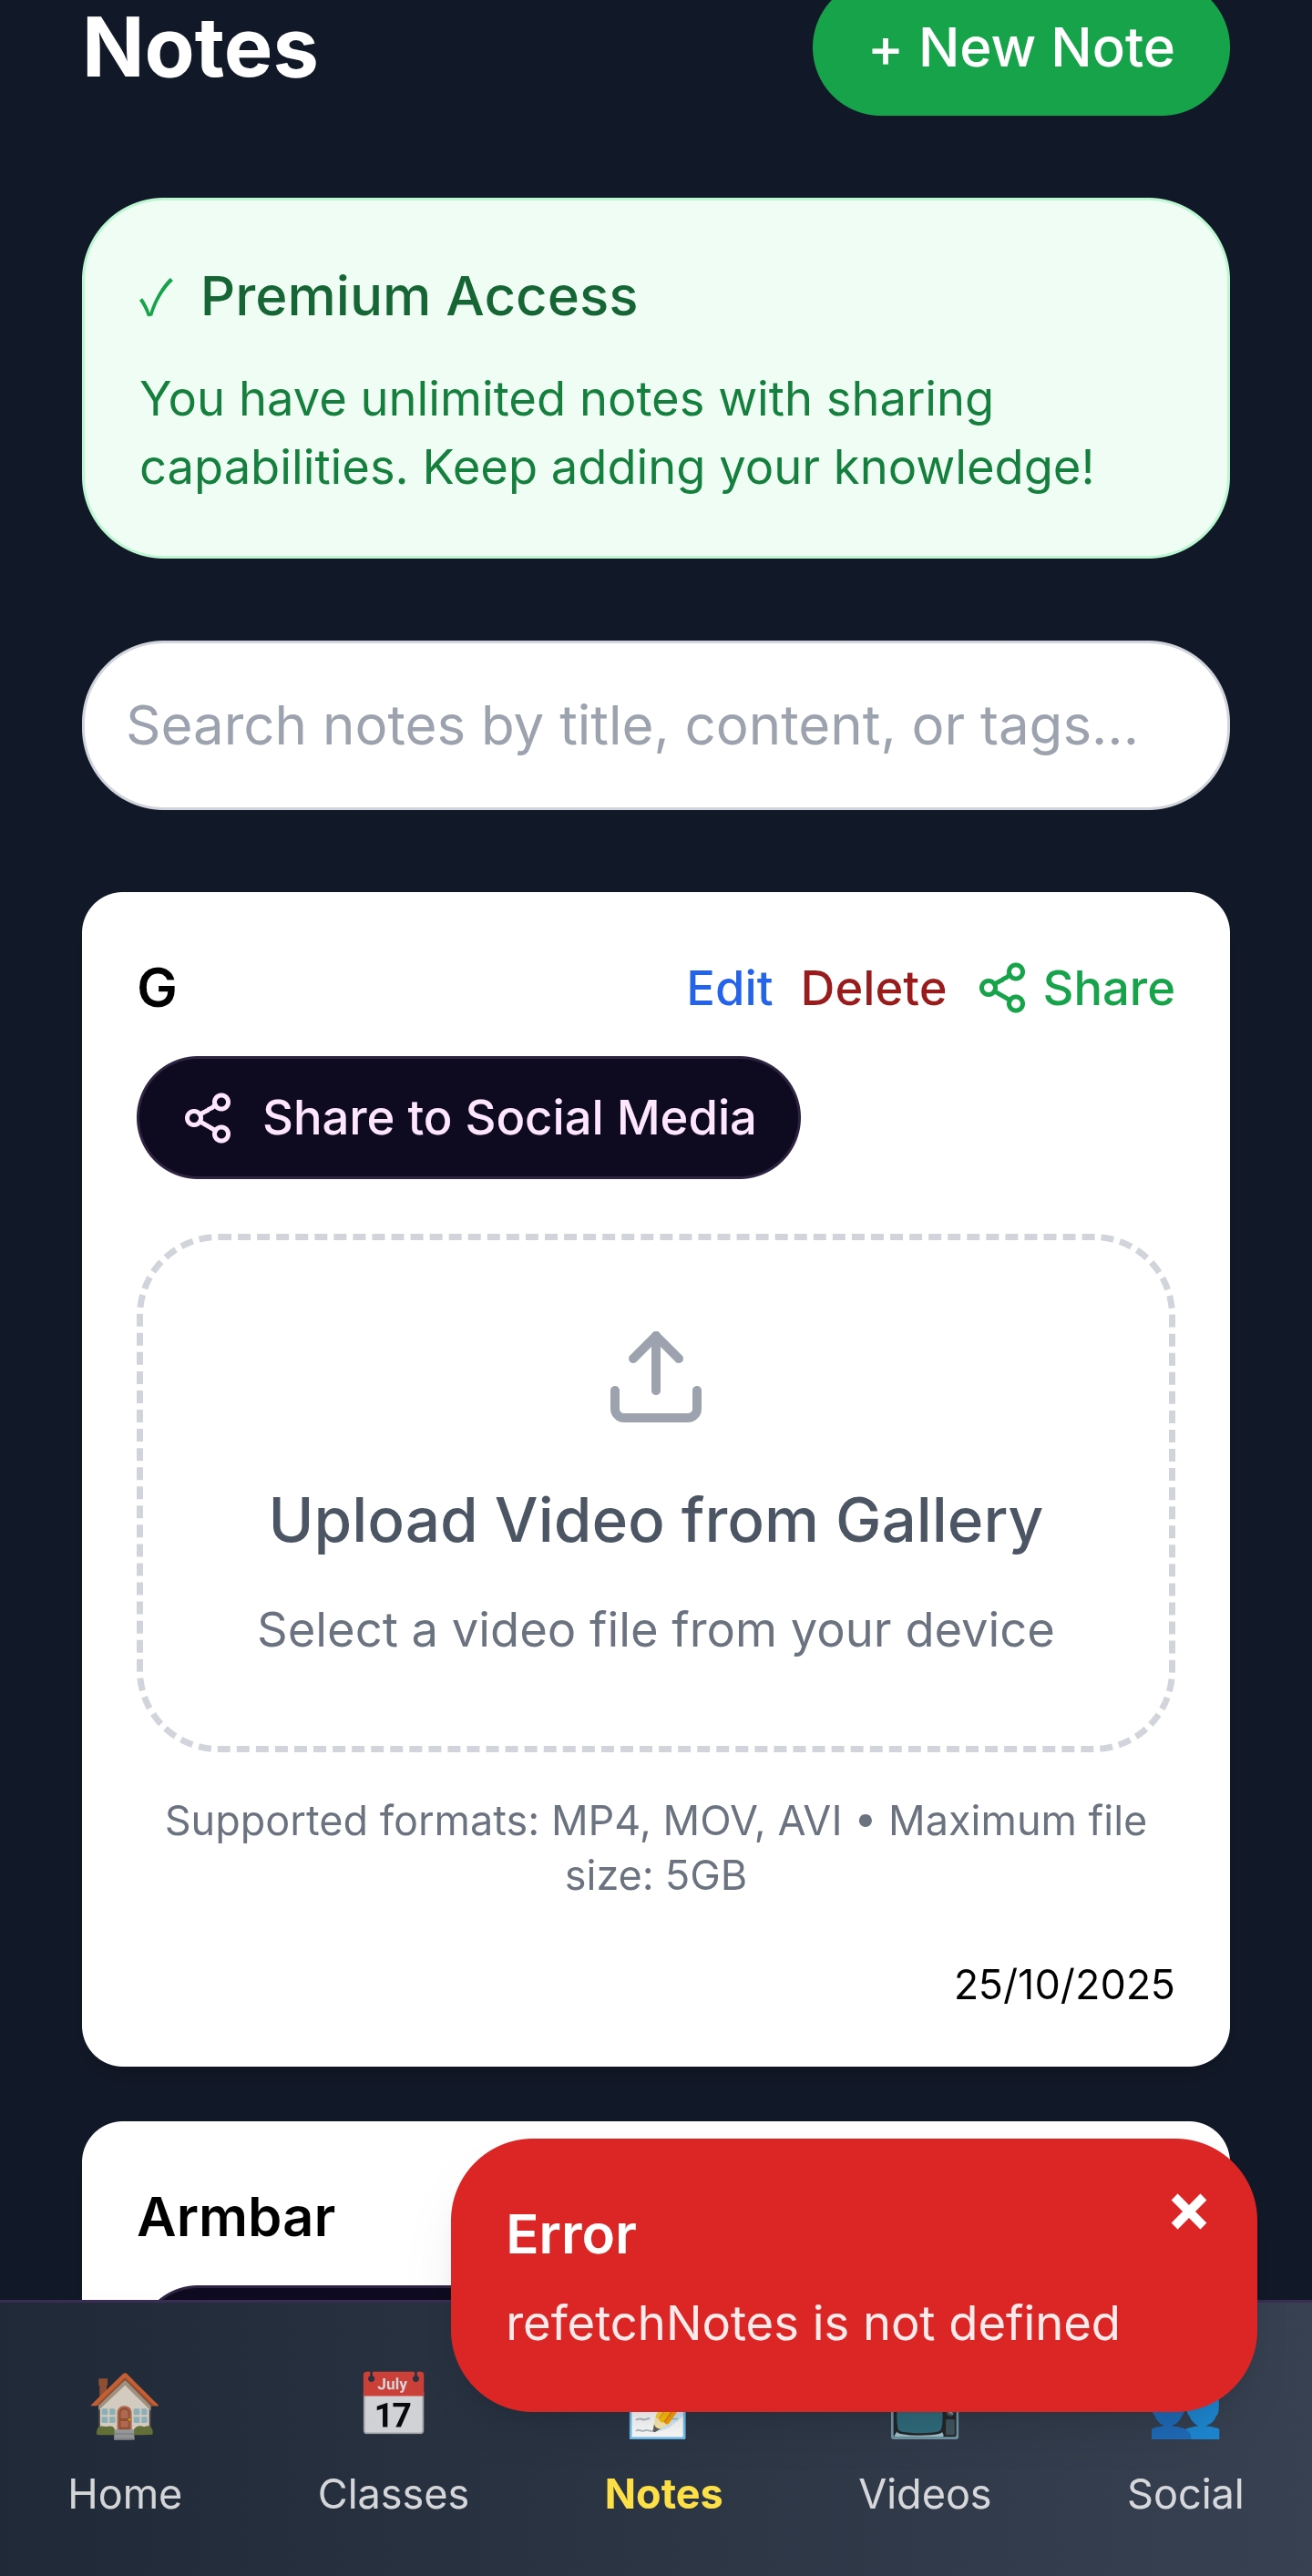 Notes
+ New Note
✓ Premium Access
You have unlimited notes with sharing
capabilities. Keep adding your knowledge!
Search notes by title, content, or tags...
G
Edit Delete Share
Share to Social Media
Upload Video from Gallery
Select a video file from your device
Supported formats: MP4, MOV, AVI • Maximum file
size: 5GB
25/10/2025
Armbar
Error
×
refetchNotes is not defined
July
17
Home Classes Notes Videos Social